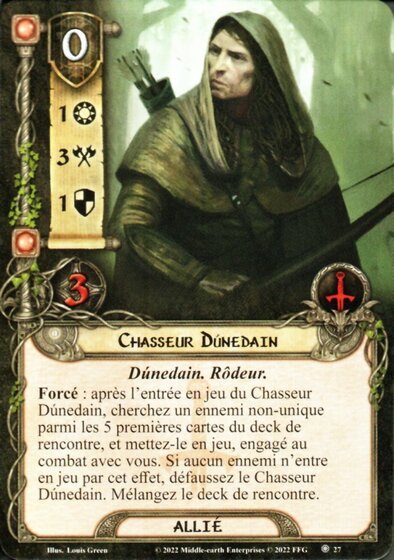 0
1
3
1
3
Chasseur Dúnedain
Dúnedain. Rôdeur.
Forcé : après l'entrée en jeu du Chasseur
Dúnedain, cherchez un ennemi non-unique
parmi les 5 premières cartes du deck de
rencontre, et mettez-le en jeu, engagé au
combat avec vous. Si aucun ennemi n'entre
en jeu par cet effet, défaussez le Chasseur
Dúnedain. Mélangez le deck de rencontre.
Allié
Illus. Louis Green © 2022 Middle-earth Enterprises © 2022 FFG 27